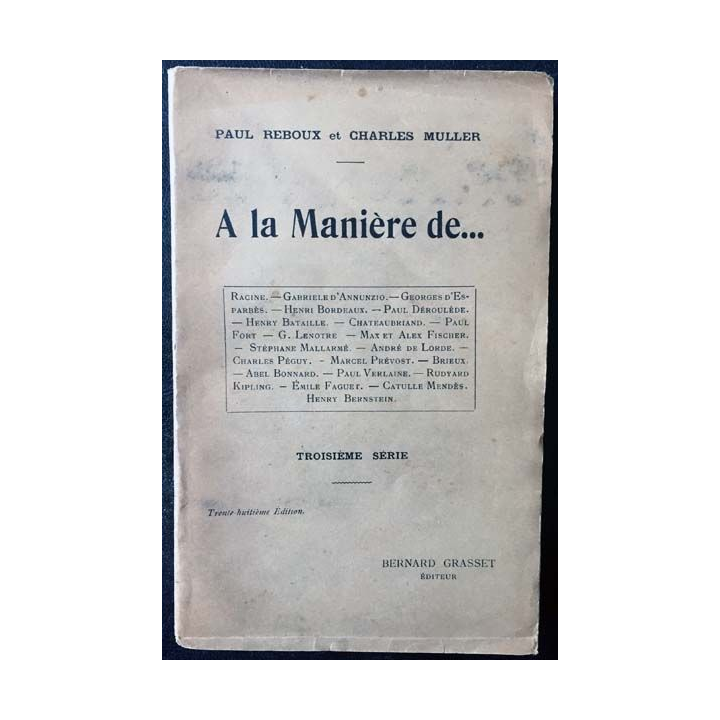 PAUL REBOUX et CHARLES MULLER
A la Manière de...
RACINE. — GABRIELE D'ANNUNZIO. — GEORGES D'ES-
PARBÈS. — HENRI BORDEAUX. — PAUL DÉROULÈDE.
— HENRY BATAILLE. — CHATEAUBRIAND. — PAUL
FORT — G. LENOTRE — MAX ET ALEX FISCHER.
— STÉPHANE MALLARMÉ. — ANDRÉ DE LORDE. —
CHARLES PÉGUY. - MARCEL PRÉVOST. — BRIEUX.
— ABEL BONNARD. — PAUL VERLAINE. — RUDYARD
KIPLING. — ÉMILE FAGUET. — CATULLE MENDÈS.
HENRY BERNSTEIN.
TROISIÈME SÉRIE
Trente-huitième Edition.
BERNARD GRASSET
ÉDITEUR